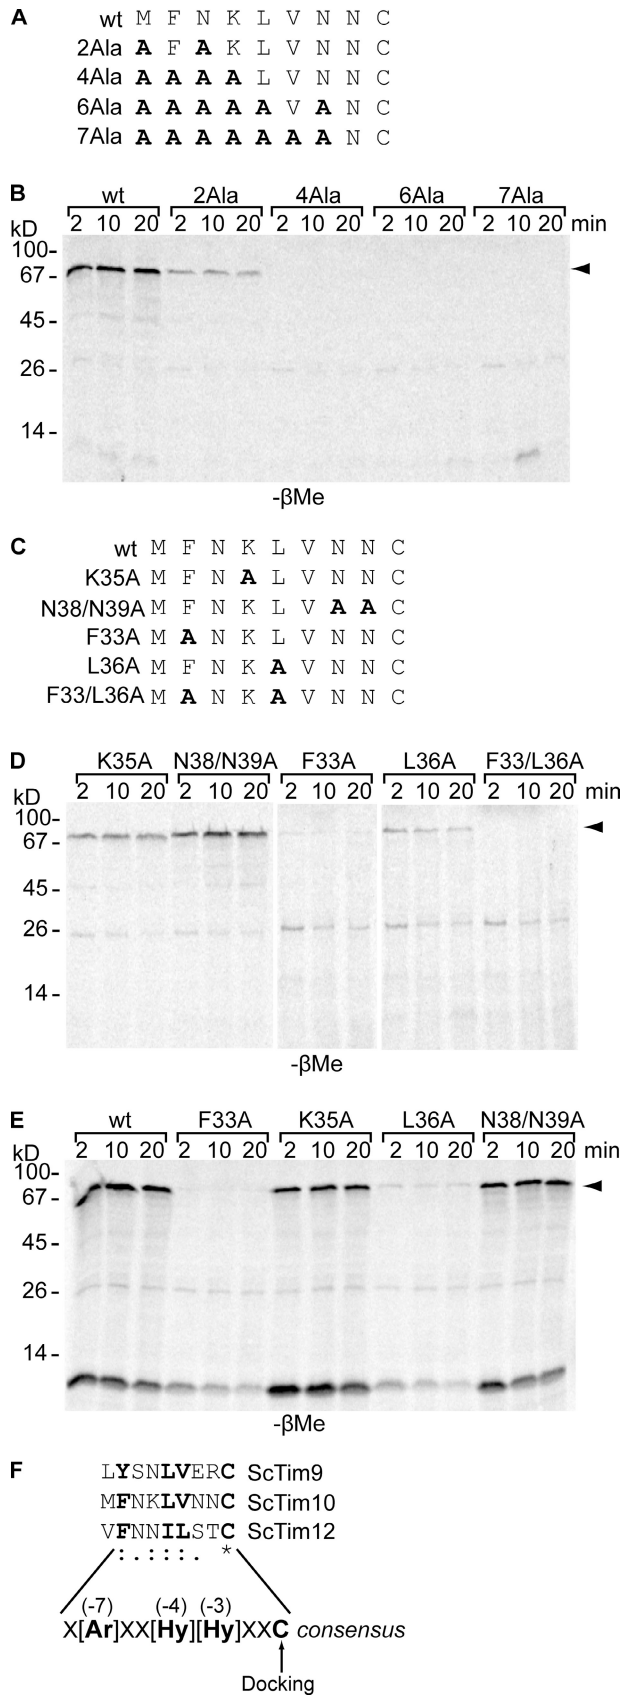 A
wt M F N K L V N N C
2Ala A F A K L V N N C
4Ala A A A A L V N N C
6Ala A A A A A V A N C
7Ala A A A A A A A N C
B
wt 2Ala 4Ala 6Ala 7Ala
kD 2 10 20 2 10 20 2 10 20 2 10 20 2 10 20 min
100-
67-
45-
26-
14-
-βMe
C
wt M F N K L V N N C
K35A M F N A L V N N C
N38/N39A M F N K L V A A C
F33A M A N K L V N N C
L36A M F N K A V N N C
F33/L36A M A N K A V N N C
D
K35A N38/N39A F33A L36A F33/L36A
kD 2 10 20 2 10 20 2 10 20 2 10 20 2 10 20 min
100-
67-
45-
26-
14-
-βMe
E
wt F33A K35A L36A N38/N39A
kD 2 10 20 2 10 20 2 10 20 2 10 20 2 10 20 min
100-
67-
45-
26-
14-
-βMe
F
LYSNLVERC ScTim9
MFNKLVNNC ScTim10
VFNNILSTC ScTim12
:.:::. *
(-7) (-4) (-3)
X[Ar]XX[Hy][Hy]XXC consensus
Docking